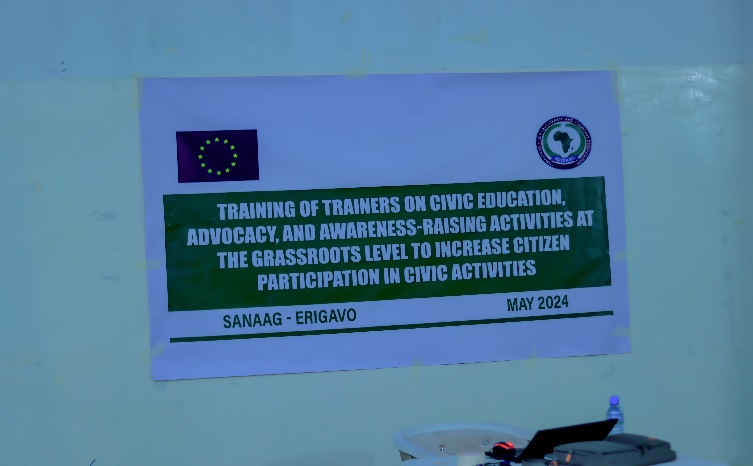 TRAINING OF TRAINERS ON CIVIC EDUCATION,
ADVOCACY, AND AWARENESS-RAISING ACTIVITIES AT
THE GRASSROOTS LEVEL TO INCREASE CITIZEN
PARTICIPATION IN CIVIC ACTIVITIES
SANAAG - ERIGAVO
MAY 2024